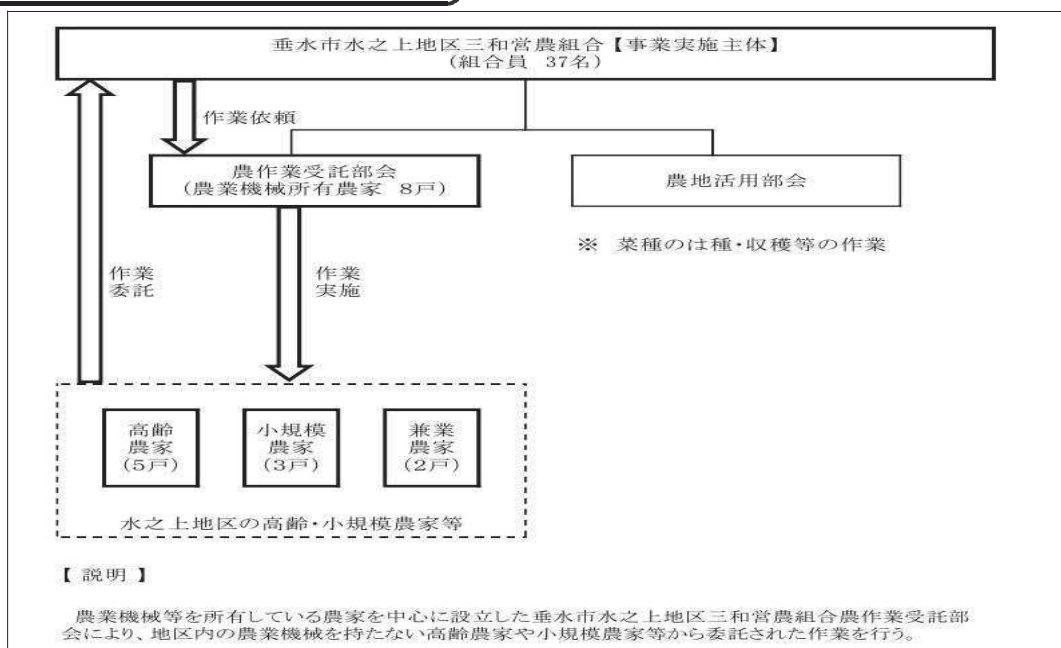 垂水市水之上地区三和営農組合【事業実施主体】
(組合員 37名)
作業依頼
農作業受託部会
(農業機械所有農家 8戸)
農地活用部会
※ 菜種のは種・収穫等の作業
作業
委託
作業
実施
高齢
農家
(5戸)
小規模
農家
(3戸)
兼業
農家
(2戸)
水之上地区の高齢・小規模農家等
【 説明 】
農業機械等を所有している農家を中心に設立した垂水市水之上地区三和営農組合農作業受託部
会により、地区内の農業機械を持たない高齢農家や小規模農家等から委託された作業を行う。